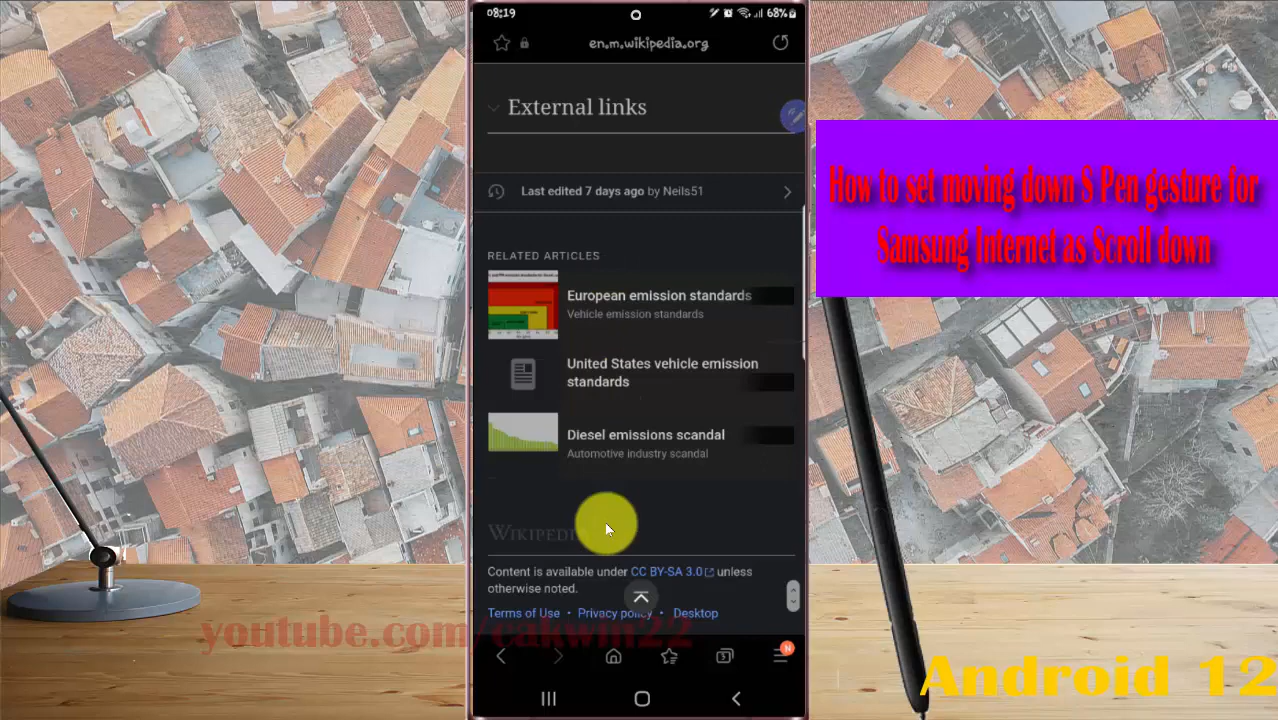 08:19
68%
en.m.wikipedia.org
External links
Last edited 7 days ago by Neils51
RELATED ARTICLES
European emission standards
Vehicle emission standards
United States vehicle emission
standards
Diesel emissions scandal
Automotive industry scandal
WIKIPEDI
Content is available under CC BY-SA 3.0 unless
otherwise noted.
Terms of Use • Privacy policy • Desktop
5
N
How to set moving down S Pen gesture for
Samsung Internet as Scroll down
youtube.com/cakwin22
Android 12